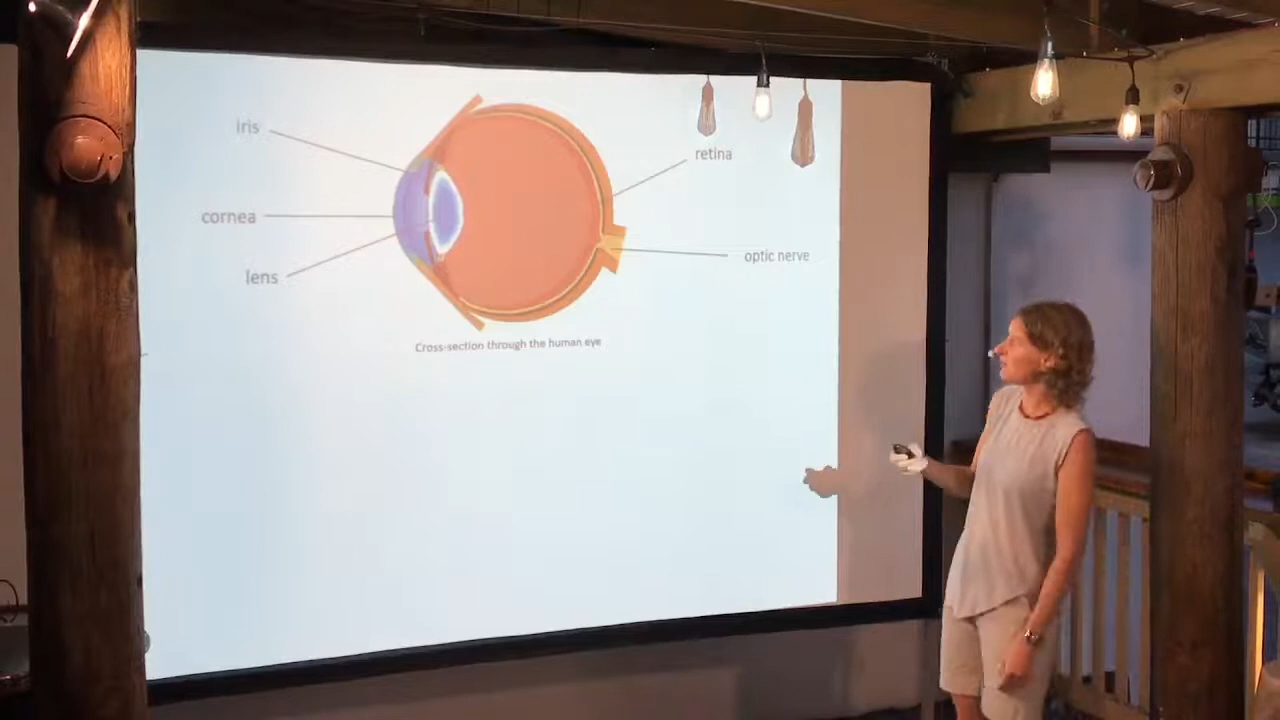 iris
retina
cornea
optic nerve
lens
Cross-section through the human eye